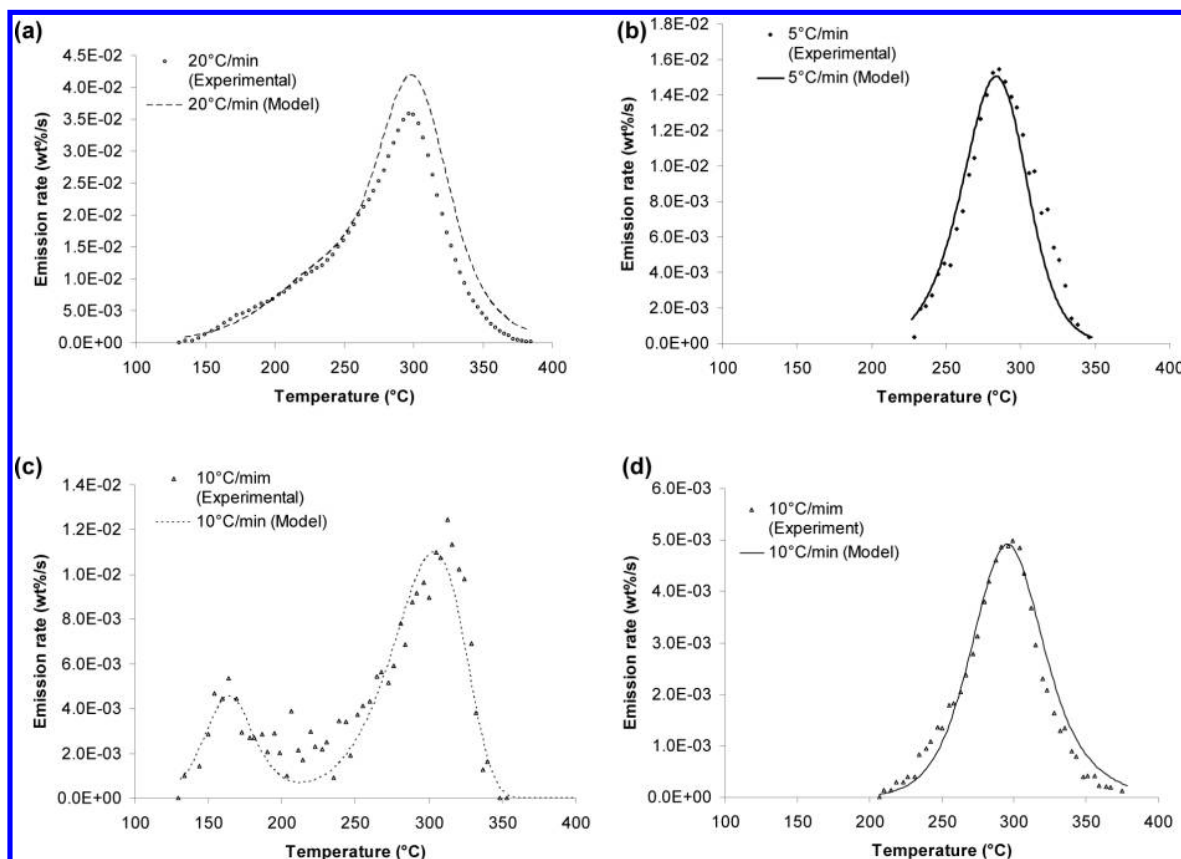 (a)
20°C/min
(Experimental)
20°C/min (Model)
Emission rate (wt%/s)
4.5E-02
4.0E-02
3.5E-02
3.0E-02
2.5E-02
2.0E-02
1.5E-02
1.0E-02
5.0E-03
0.0E+00
100 150 200 250 300 350 400
Temperature (°C)
(b)
5°C/min
(Experimental)
5°C/min (Model)
Emission rate (wt%/s)
1.8E-02
1.6E-02
1.4E-02
1.2E-02
1.0E-02
8.0E-03
6.0E-03
4.0E-03
2.0E-03
0.0E+00
100 150 200 250 300 350 400
Temperature (°C)
(c)
10°C/mim
(Experimental)
10°C/min (Model)
Emission rate (wt%/s)
1.4E-02
1.2E-02
1.0E-02
8.0E-03
6.0E-03
4.0E-03
2.0E-03
0.0E+00
100 150 200 250 300 350 400
Temperature (°C)
(d)
10°C/mim
(Experiment)
10°C/min (Model)
Emission rate (wt%/s)
6.0E-03
5.0E-03
4.0E-03
3.0E-03
2.0E-03
1.0E-03
0.0E+00
100 150 200 250 300 350 400
Temperature (°C)